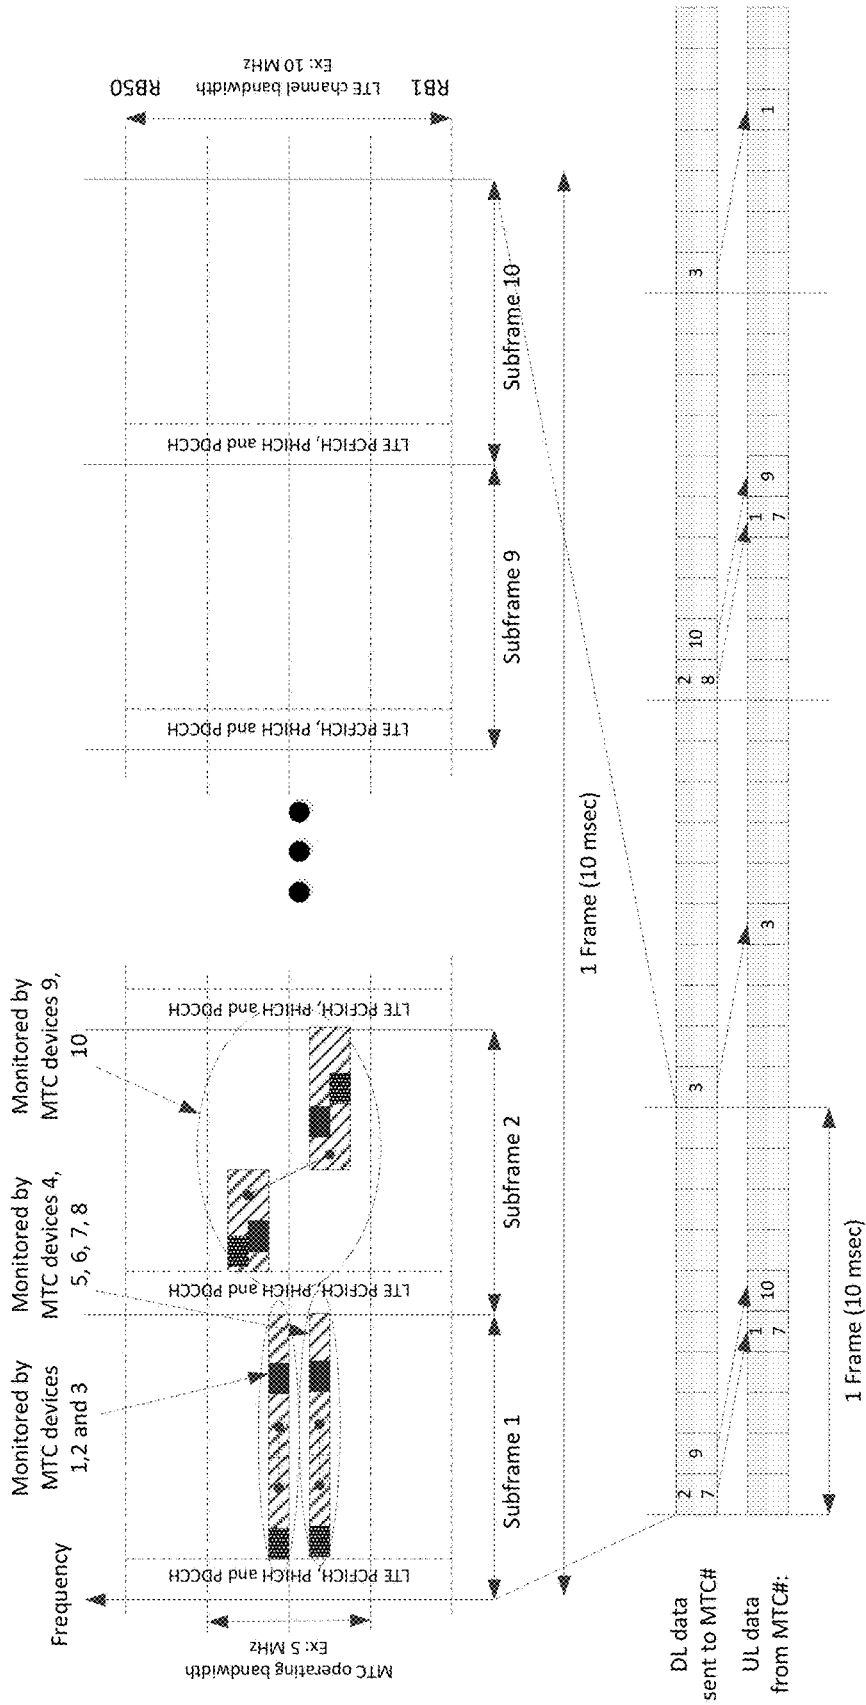 Monitored by
MTC devices
1,2 and 3
Monitored by
MTC devices 4,
5, 6, 7, 8
Monitored by
MTC devices 9,
10
Frequency
MTC operating bandwidth
Ex: 5 MHz
LTE PCFICH, PHICH and PDCCH
LTE PCFICH, PHICH and PDCCH
LTE PCFICH, PHICH and PDCCH
LTE PCFICH, PHICH and PDCCH
LTE PCFICH, PHICH and PDCCH
RB50
LTE channel bandwidth
Ex: 10 MHz
RB1
Subframe 1
Subframe 2
Subframe 9
Subframe 10
1 Frame (10 msec)
DL data
sent to MTC#
2
7
9
3
2
8
10
3
UL data
from MTC#:
1
7
10
3
1
7
9
1
1 Frame (10 msec)